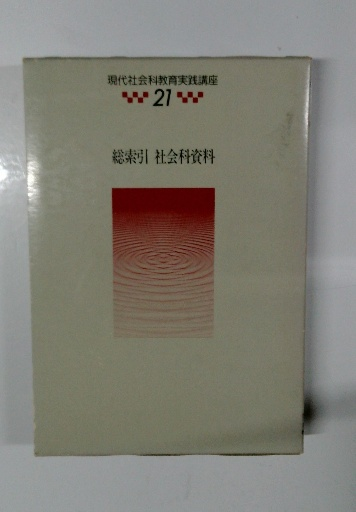 現代社会科教育実践講座
21
総索引 社会科資料